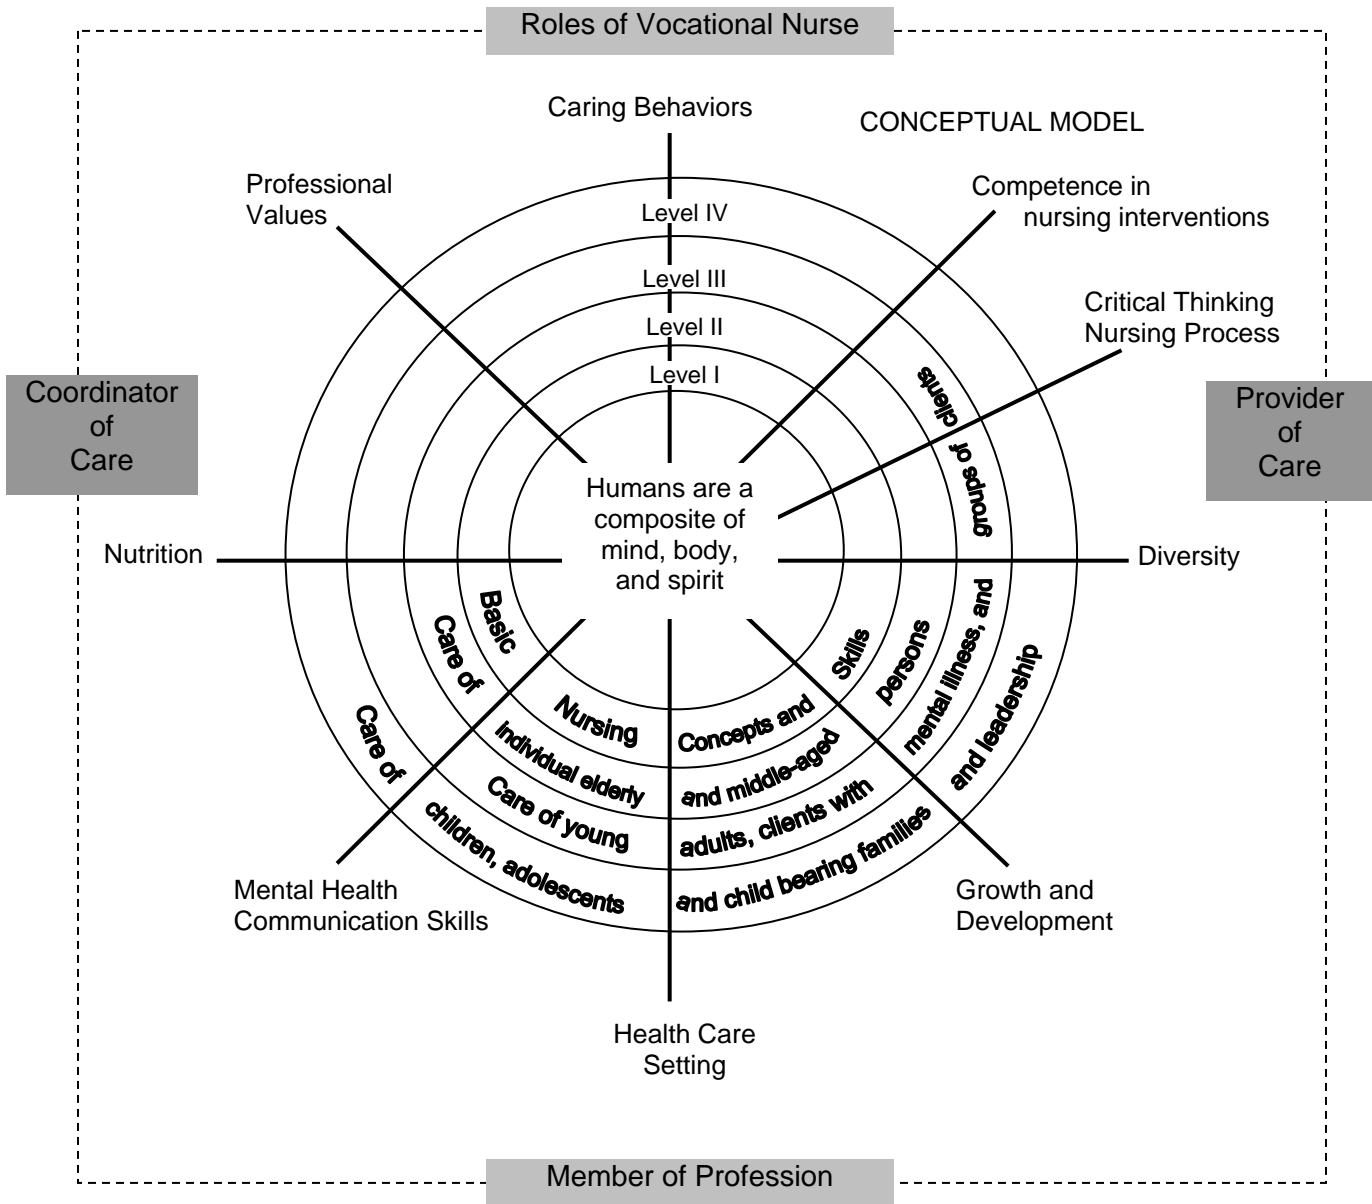 Roles of Vocational Nurse
Caring Behaviors
CONCEPTUAL MODEL
Professional
Values
Competence in
nursing interventions
Critical Thinking
Nursing Process
Level IV
Level III
Level II
Level I
Coordinator
of
Care
Provider
of
Care
Humans are a
composite of
mind, body,
and spirit
Nutrition
Diversity
Basic Nursing Concepts and Skills
Care of individual elderly and middle-aged persons
Care of young adults, clients with mental illness, and groups of clients
Care of children, adolescents and child bearing families and leadership
Mental Health
Communication Skills
Growth and
Development
Health Care
Setting
Member of Profession